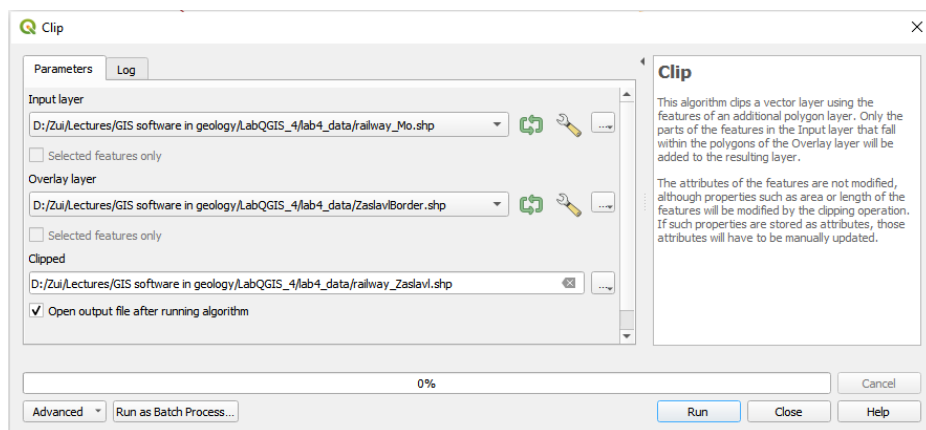 Clip
Parameters
Log
Input layer
D:/Zui/Lectures/GIS software in geology/LabQGIS_4/lab4_data/railway_Mo.shp
...
Selected features only
Overlay layer
D:/Zui/Lectures/GIS software in geology/LabQGIS_4/lab4_data/ZaslavlBorder.shp
...
Selected features only
Clipped
D:/Zui/Lectures/GIS software in geology/LabQGIS_4/lab4_data/railway_Zaslavl.shp
...
Open output file after running algorithm
Clip
This algorithm clips a vector layer using the
features of an additional polygon layer. Only the
parts of the features in the Input layer that fall
within the polygons of the Overlay layer will be
added to the resulting layer.
The attributes of the features are not modified,
although properties such as area or length of the
features will be modified by the clipping operation.
If such properties are stored as attributes, those
attributes will have to be manually updated.
0%
Cancel
Advanced
Run as Batch Process...
Run
Close
Help